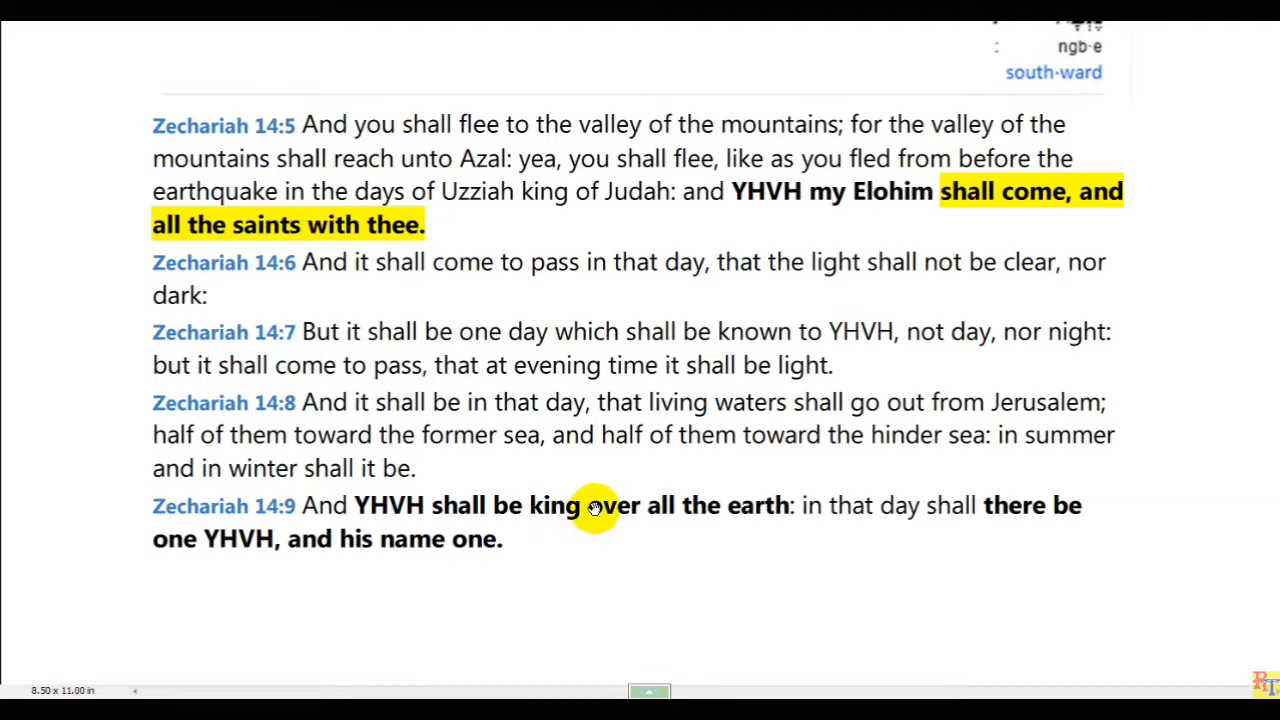 : ngb·e
south·ward
Zechariah 14:5 And you shall flee to the valley of the mountains; for the valley of the
mountains shall reach unto Azal: yea, you shall flee, like as you fled from before the
earthquake in the days of Uzziah king of Judah: and YHVH my Elohim shall come, and
all the saints with thee.
Zechariah 14:6 And it shall come to pass in that day, that the light shall not be clear, nor
dark:
Zechariah 14:7 But it shall be one day which shall be known to YHVH, not day, nor night:
but it shall come to pass, that at evening time it shall be light.
Zechariah 14:8 And it shall be in that day, that living waters shall go out from Jerusalem;
half of them toward the former sea, and half of them toward the hinder sea: in summer
and in winter shall it be.
Zechariah 14:9 And YHVH shall be king over all the earth: in that day shall there be
one YHVH, and his name one.
8.50 x 11.00 in
RT